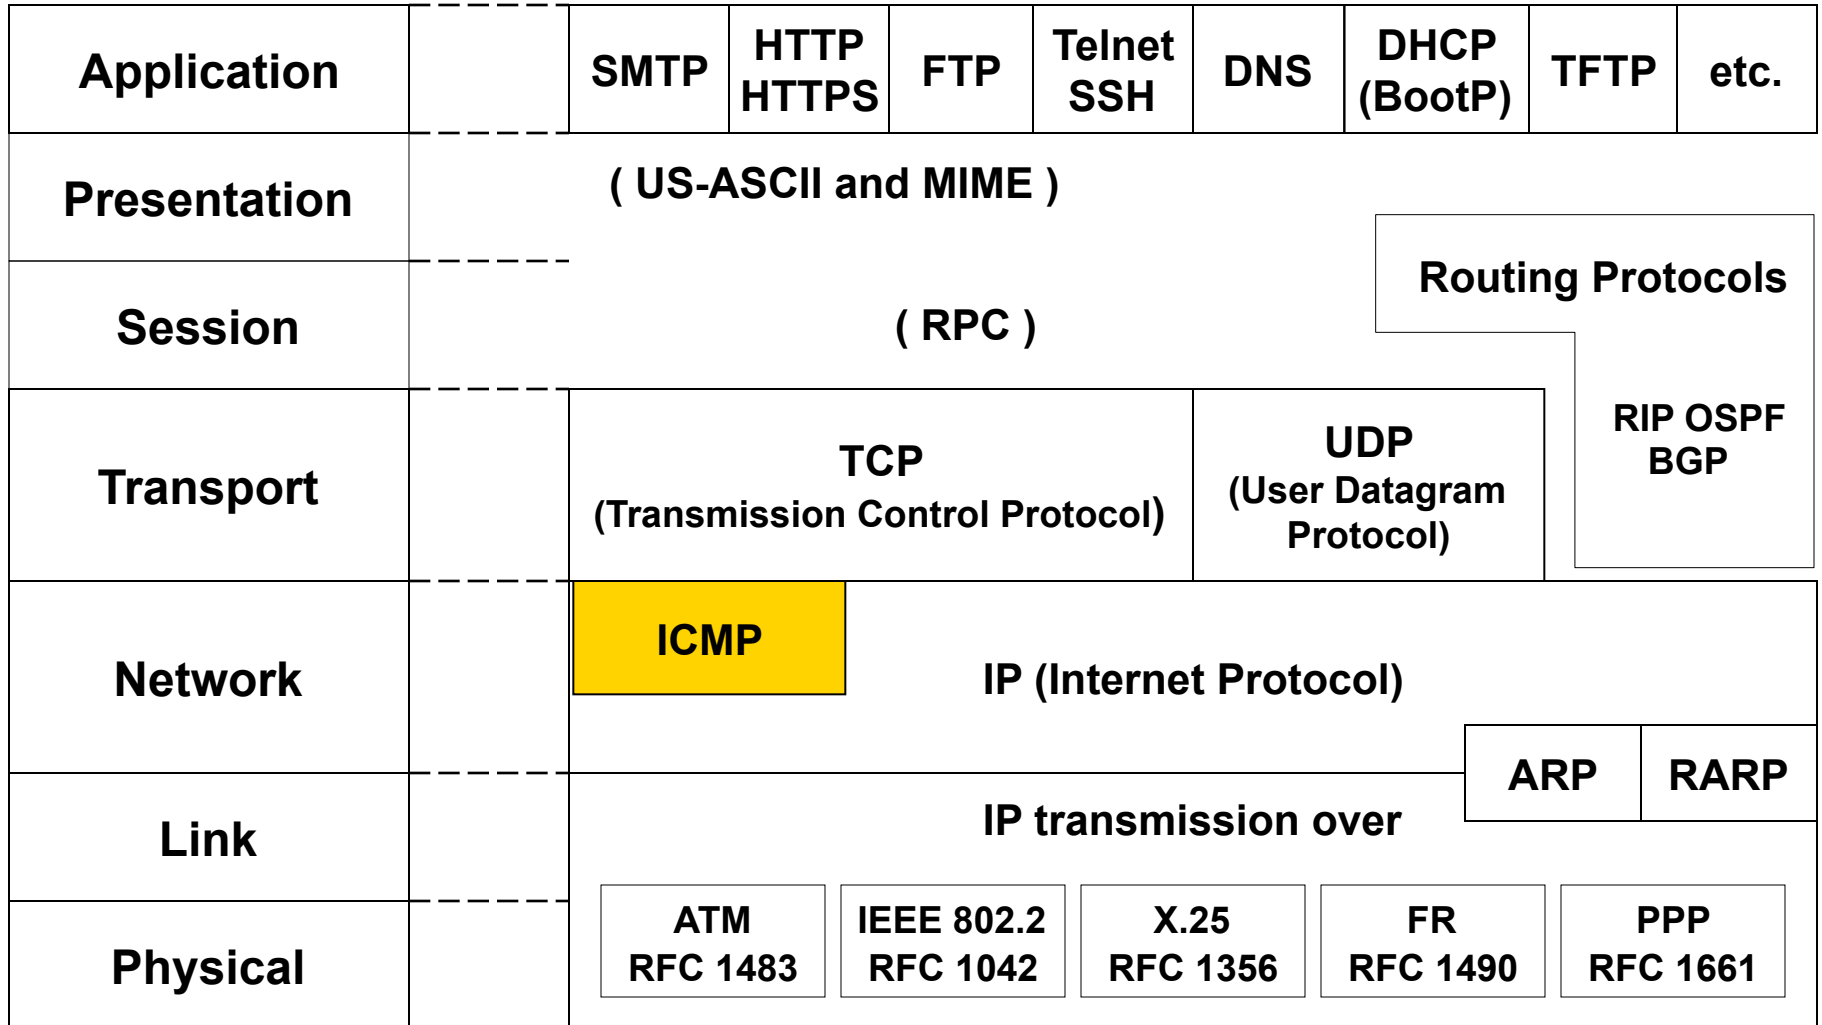 Application
SMTP
HTTP
HTTPS
FTP
Telnet
SSH
DNS
DHCP
(BootP)
TFTP
etc.
Presentation
( US-ASCII and MIME )
Routing Protocols
Session
( RPC )
RIP OSPF
BGP
Transport
TCP
(Transmission Control Protocol)
UDP
(User Datagram
Protocol)
Network
ICMP
IP (Internet Protocol)
ARP
RARP
Link
IP transmission over
Physical
ATM
RFC 1483
IEEE 802.2
RFC 1042
X.25
RFC 1356
FR
RFC 1490
PPP
RFC 1661